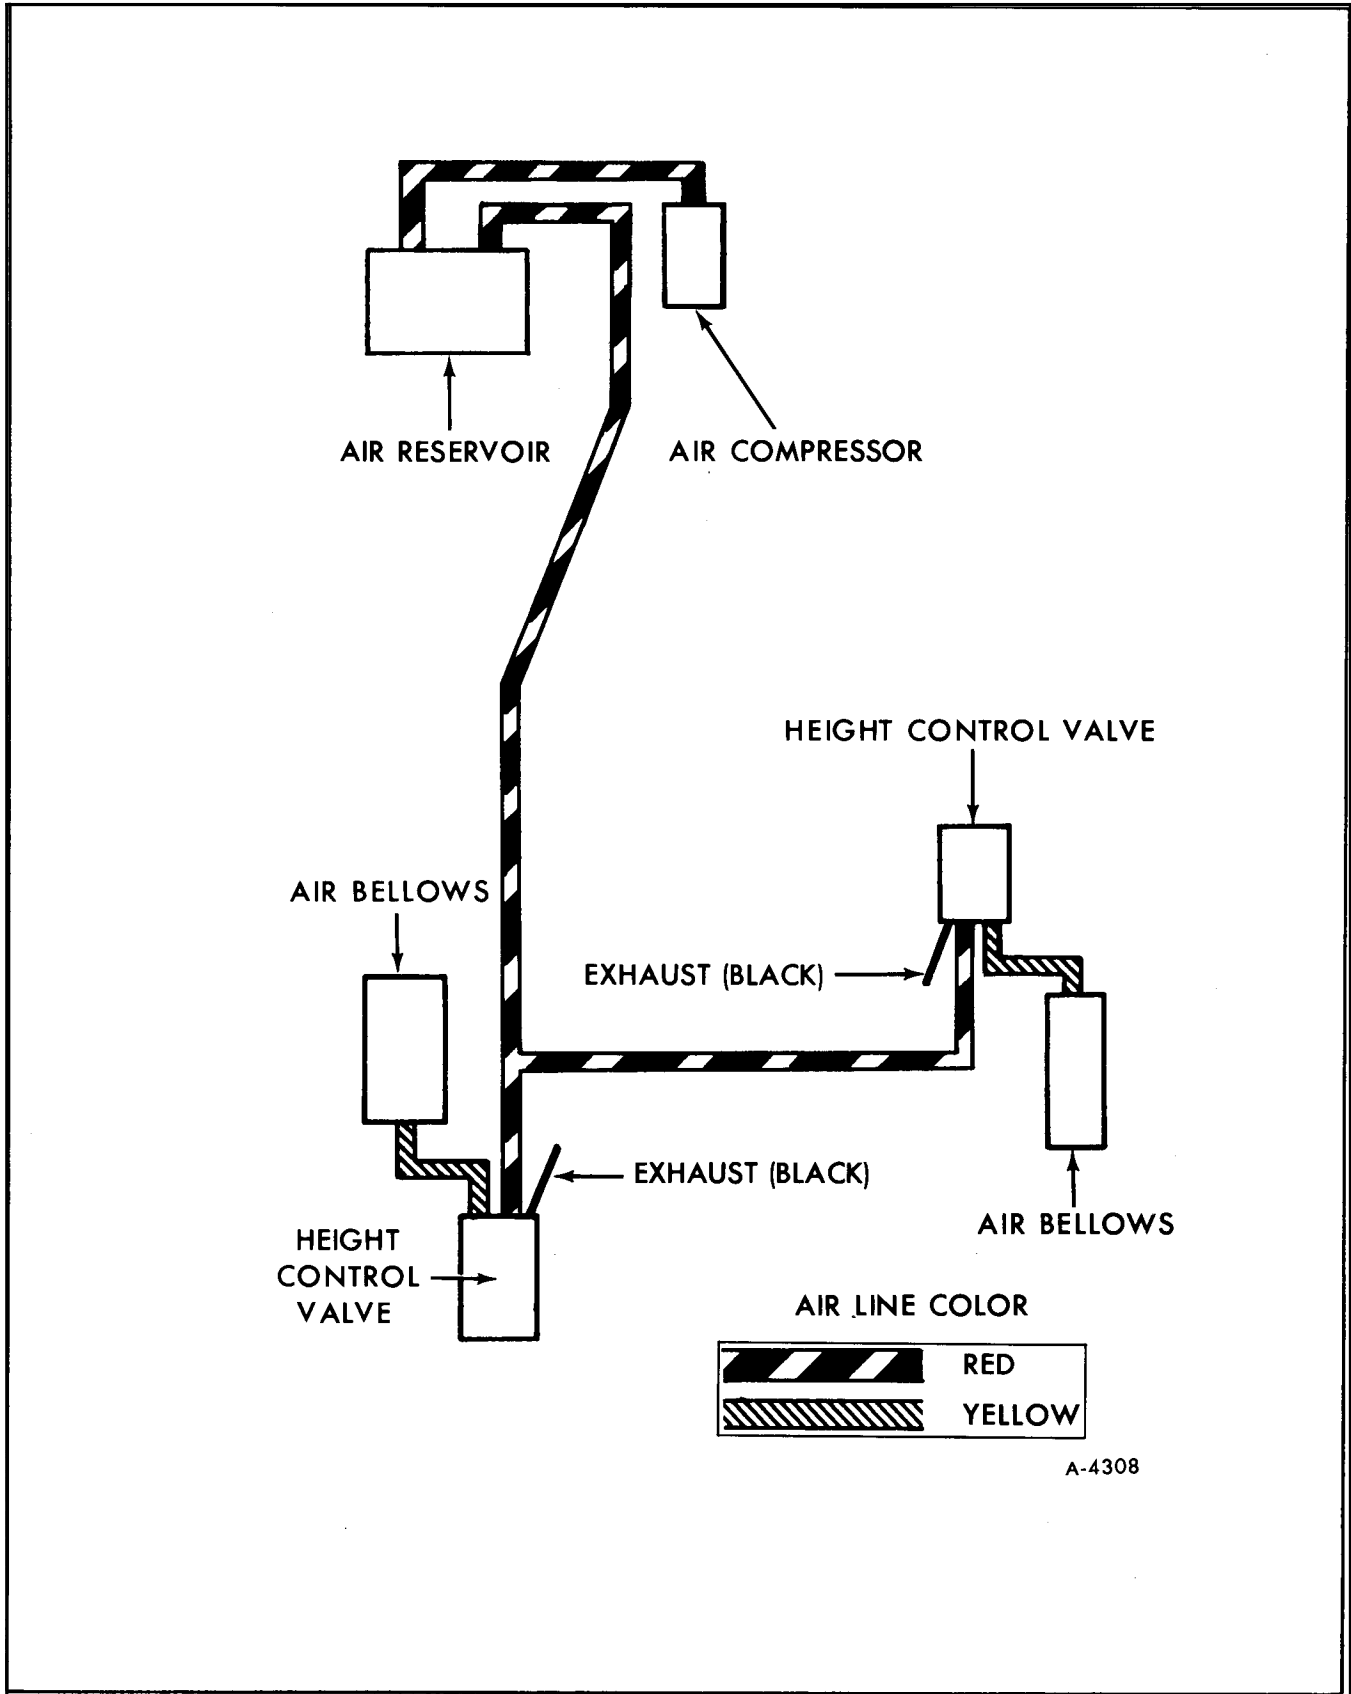 AIR RESERVOIR
AIR COMPRESSOR
HEIGHT CONTROL VALVE
AIR BELLOWS
EXHAUST (BLACK)
EXHAUST (BLACK)
AIR BELLOWS
HEIGHT
CONTROL
VALVE
AIR LINE COLOR
RED
YELLOW
A-4308